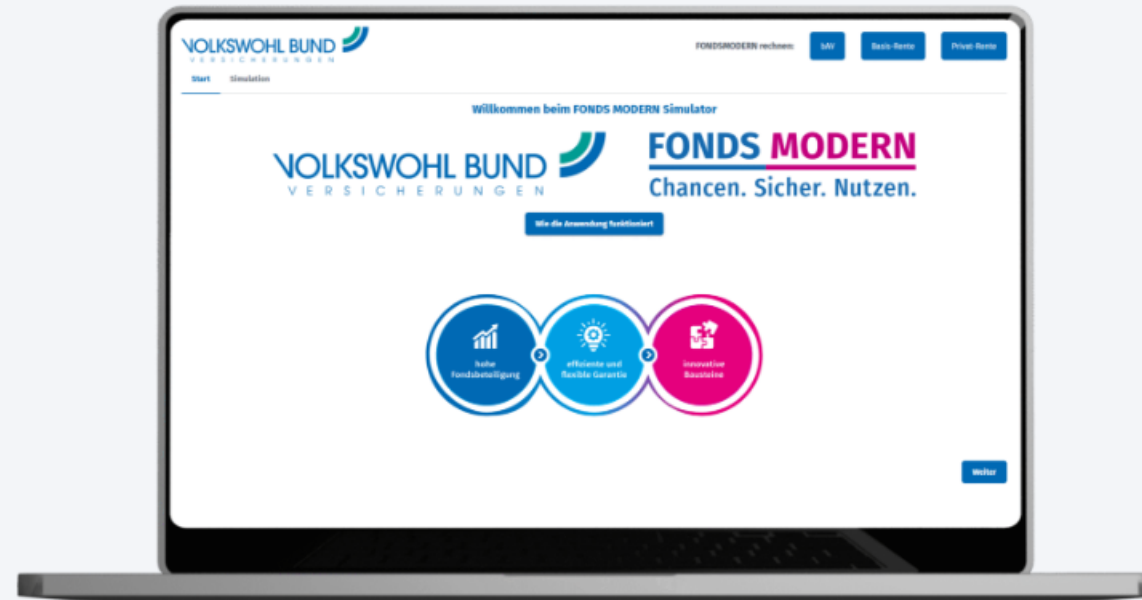 VOLKSWOHL BUND
VERSICHERUNGEN
FONDSMODERN rechnen:
bAV
Basis-Rente
Privat-Rente
Start
Simulation
Willkommen beim FONDS MODERN Simulator
VOLKSWOHL BUND
VERSICHERUNGEN
FONDS MODERN
Chancen. Sicher. Nutzen.
Wie die Anwendung funktioniert
hohe
Fondsbeteiligung
effiziente und
flexible Garantie
innovative
Bausteine
Weiter